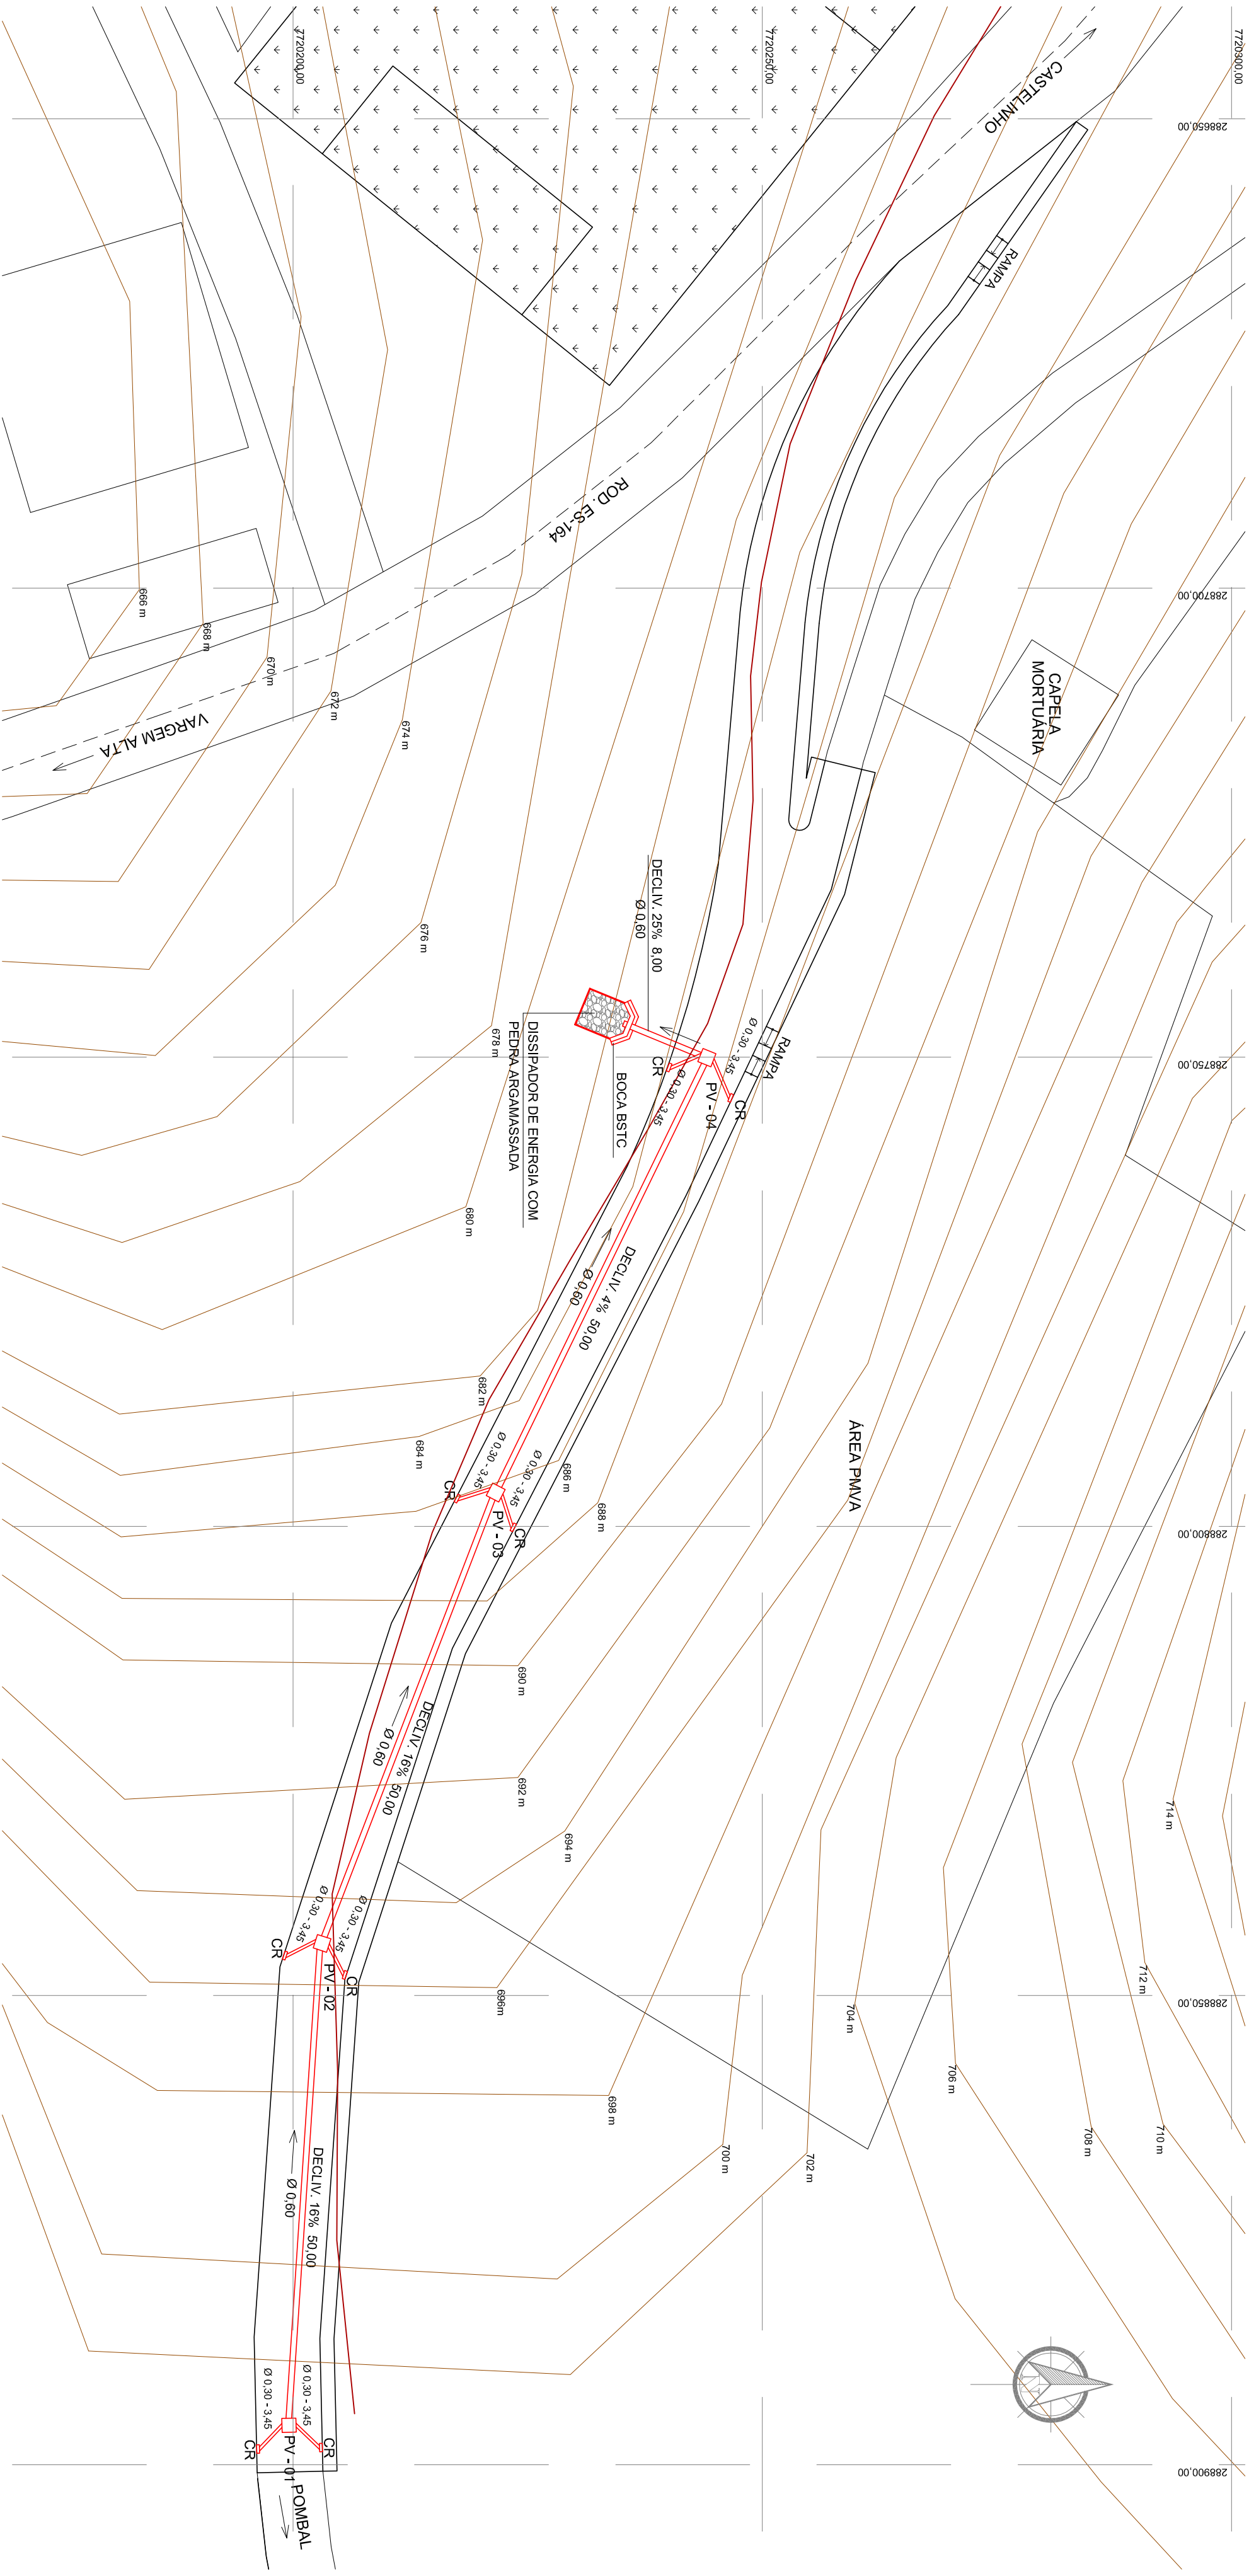 7720200,00
7720250,00
7720300,00
288650,00
CASTELINHO
RAMPA
ROD. ES-164
288700,00
666 m
668 m
670 m
672 m
674 m
VARGEM ALTA
CAPELA
MORTUÁRIA
676 m
678 m
680 m
DECLIV. 25%  8,00
Ø 0,60
DISSIPADOR DE ENERGIA COM
PEDRA ARGAMASSADA
BOCA BSTC
CR
Ø 0,30 - 3,45
PV - 04
Ø 0,30 - 3,45
CR
RAMPA
288750,00
DECLIV. 4%  50,00
Ø 0,60
682 m
684 m
686 m
688 m
ÁREA PMVA
Ø 0,30 - 3,45
Ø 0,30 - 3,45
CR
PV - 03
CR
288800,00
690 m
692 m
694 m
696m
698 m
700 m
702 m
704 m
706 m
708 m
710 m
712 m
714 m
DECLIV. 16%  50,00
Ø 0,60
Ø 0,30 - 3,45
Ø 0,30 - 3,45
CR
PV - 02
CR
288850,00
DECLIV. 16%  50,00
Ø 0,60
Ø 0,30 - 3,45
Ø 0,30 - 3,45
CR
PV - 01
CR
POMBAL
288900,00